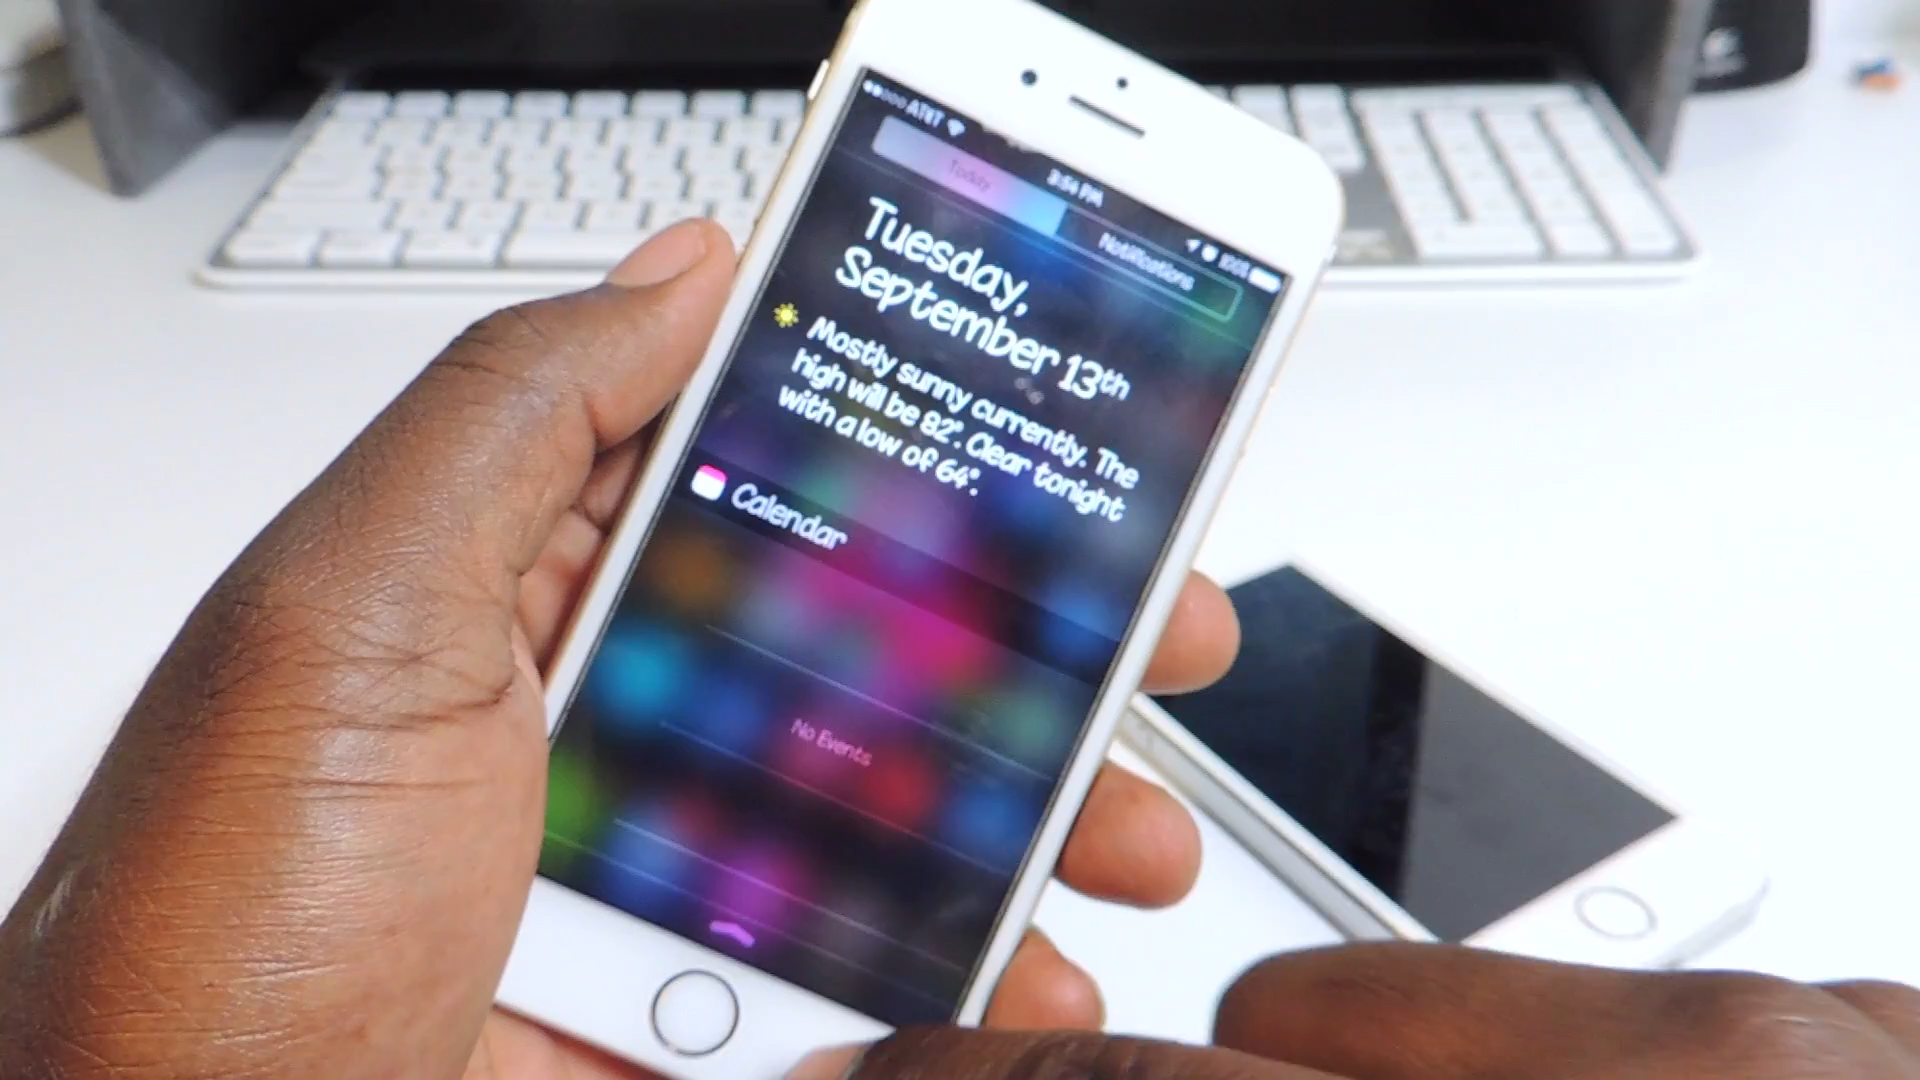 AT&T
3:54 PM
100%
Today
Notifications
Tuesday,
September 13th
Mostly sunny currently. The
high will be 82°. Clear tonight
with a low of 64°.
Calendar
No Events